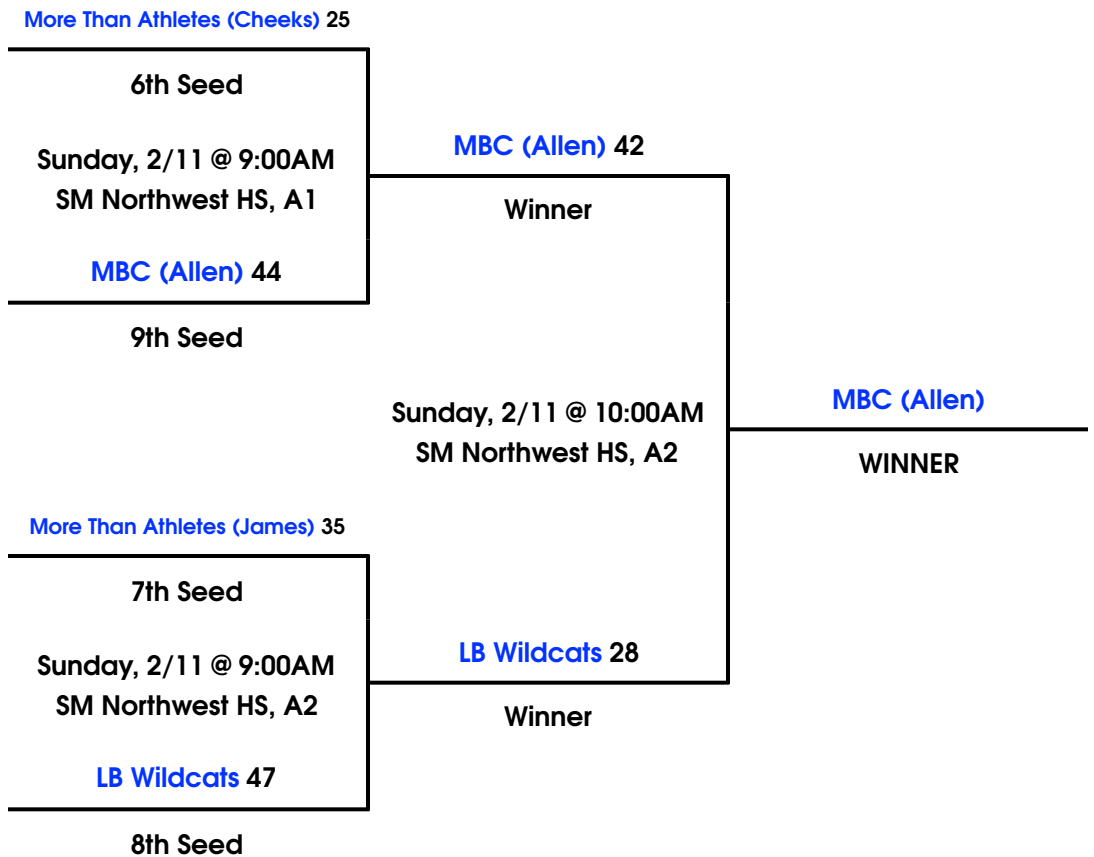 More Than Athletes (Cheeks) 25
6th Seed
Sunday, 2/11 @ 9:00AM
SM Northwest HS, A1
MBC (Allen) 44
9th Seed
MBC (Allen) 42
Winner
Sunday, 2/11 @ 10:00AM
SM Northwest HS, A2
MBC (Allen)
WINNER
More Than Athletes (James) 35
7th Seed
Sunday, 2/11 @ 9:00AM
SM Northwest HS, A2
LB Wildcats 47
8th Seed
LB Wildcats 28
Winner